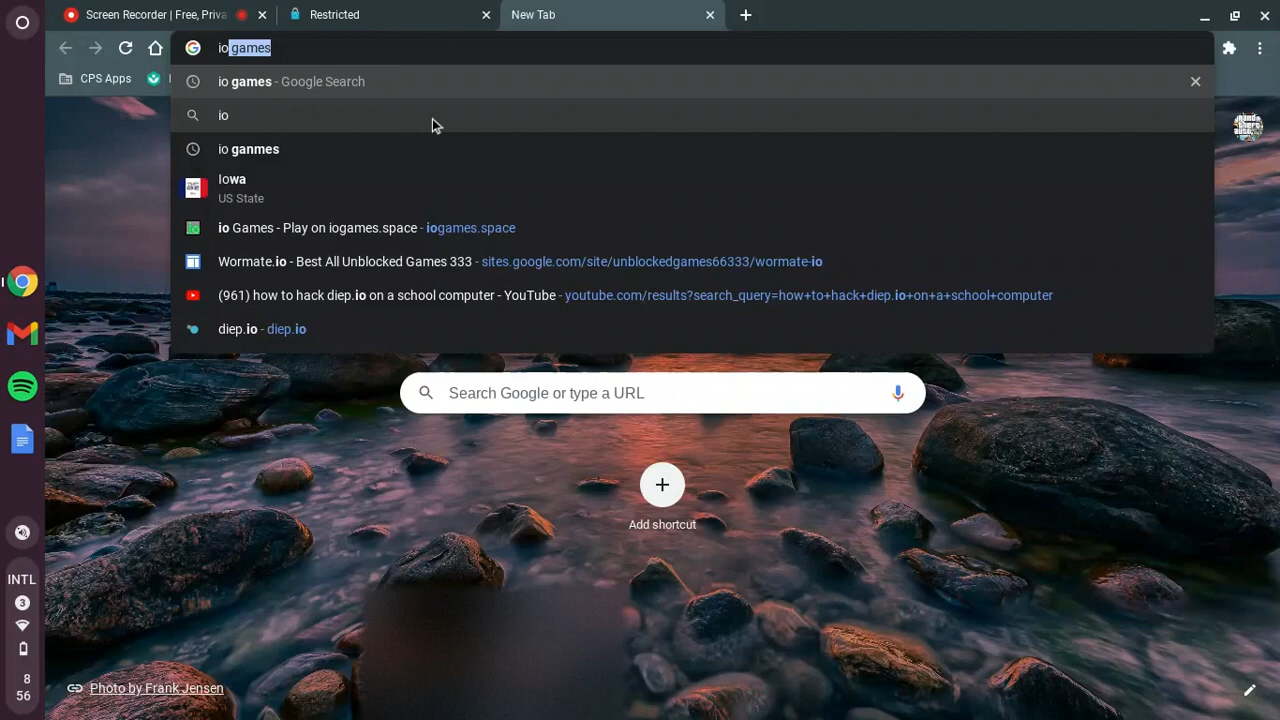 Screen Recorder | Free, Priva
Restricted
New Tab
io games
CPS Apps
io games - Google Search
io
io ganmes
Iowa
US State
io Games - Play on iogames.space - iogames.space
Wormate.io - Best All Unblocked Games 333 - sites.google.com/site/unblockedgames66333/wormate-io
(961) how to hack diep.io on a school computer - YouTube - youtube.com/results?search_query=how+to+hack+diep.io+on+a+school+computer
diep.io - diep.io
Search Google or type a URL
Add shortcut
INTL
3
8
56
Photo by Frank Jensen